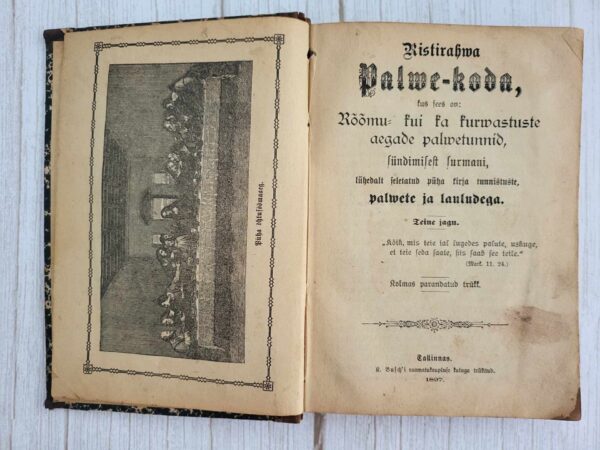 Püha õhtusöömaaeg.
Ristirahwa
Palwe-koda,
kus sees on:
Rõõmu- kui ka kurwastuste
aegade palwetunnid,
sündimisest surmani,
lühedalt seletatud püha kirja tunnistuste,
palwete ja lauludega.
Teine jagu.
„Kõik, mis teie ial lugedes palute, uskuge,
et teie seda saate, siis saab see teile."
(Mark. 11. 24.)
Kolmas parandatud trükk.
Tallinnas.
K. Busch'i raamatukaupluse kuluga trükitud.
1897.